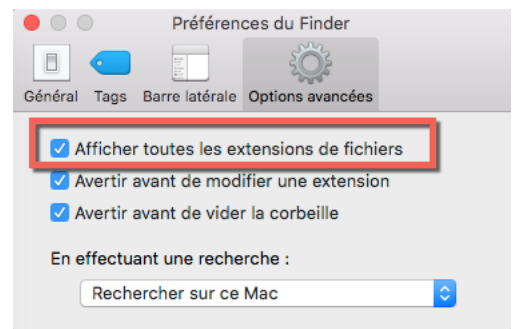 Préférences du Finder
Général Tags Barre latérale Options avancées
Afficher toutes les extensions de fichiers
Avertir avant de modifier une extension
Avertir avant de vider la corbeille
En effectuant une recherche :
Rechercher sur ce Mac